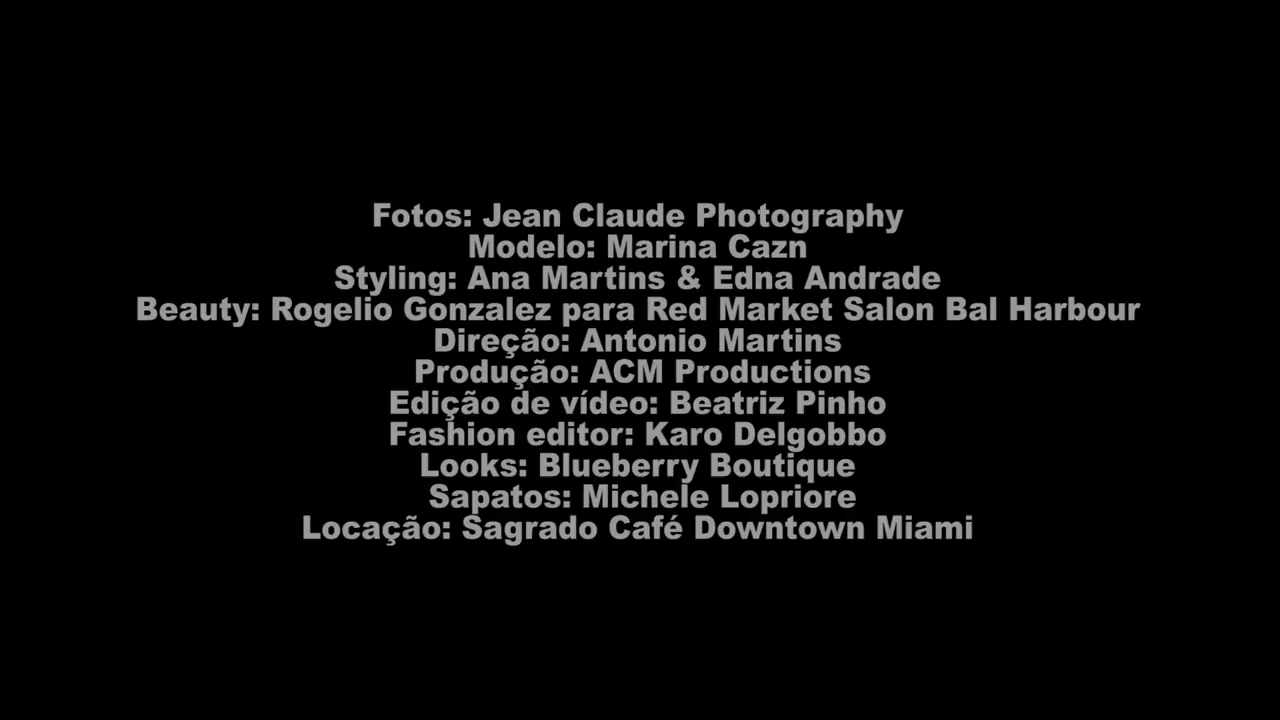 Fotos: Jean Claude Photography
Modelo: Marina Cazn
Styling: Ana Martins & Edna Andrade
Beauty: Rogelio Gonzalez para Red Market Salon Bal Harbour
Direção: Antonio Martins
Produção: ACM Productions
Edição de vídeo: Beatriz Pinho
Fashion editor: Karo Delgobbo
Looks: Blueberry Boutique
Sapatos: Michele Lopriore
Locação: Sagrado Café Downtown Miami